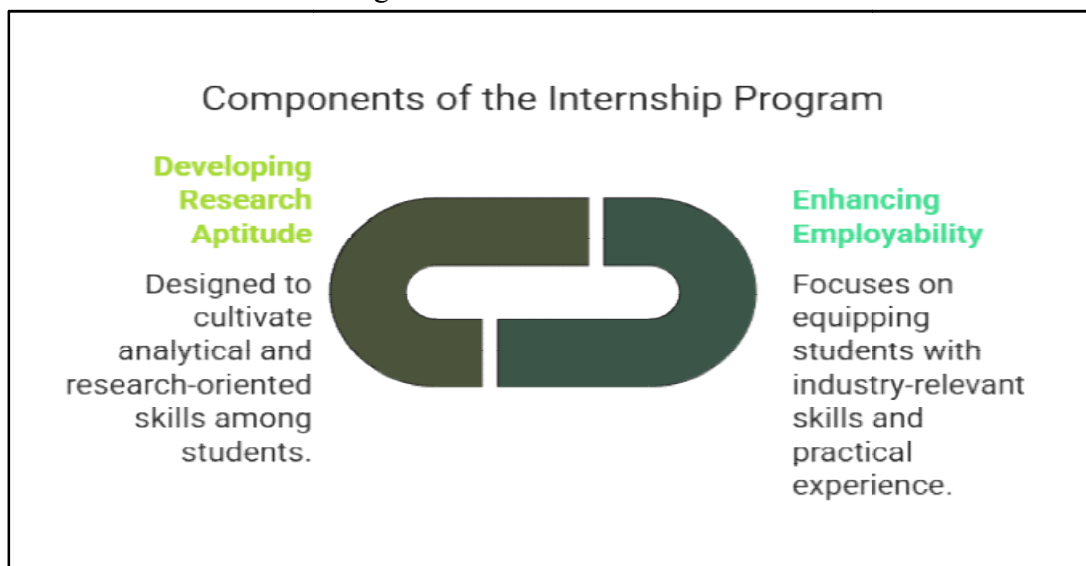 Components of the Internship Program
Developing
Research
Aptitude
Designed to
cultivate
analytical and
research-oriented
skills among
students.
Enhancing
Employability
Focuses on
equipping
students with
industry-relevant
skills and
practical
experience.